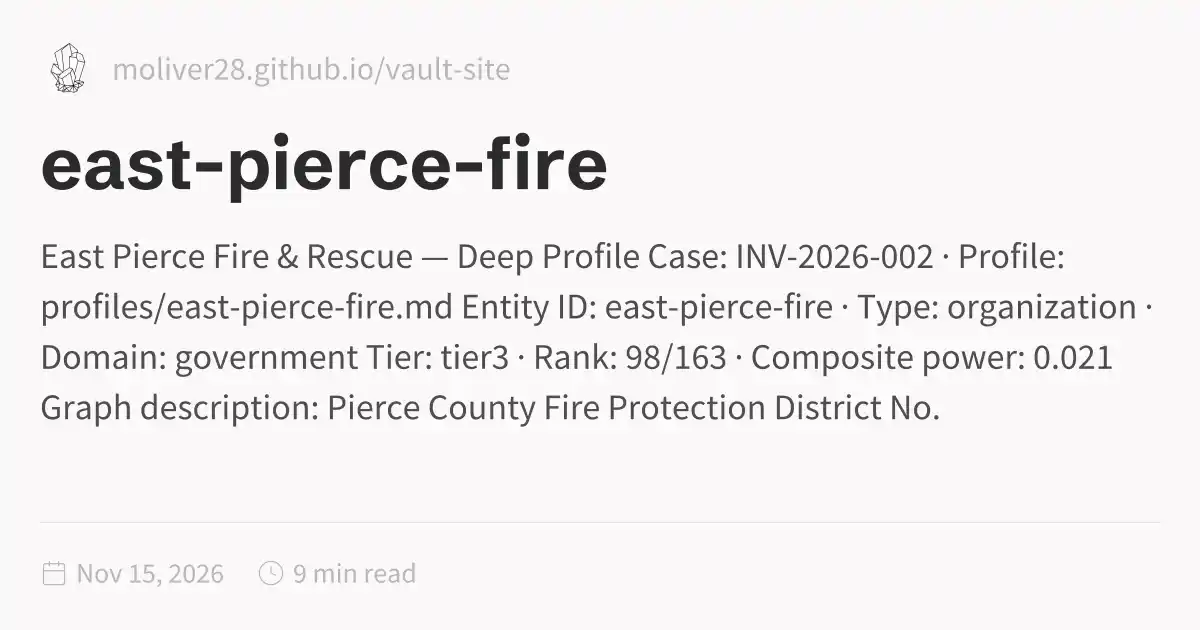 moliver28.github.io/vault-site
east-pierce-fire
East Pierce Fire & Rescue — Deep Profile Case: INV-2026-002 · Profile:
profiles/east-pierce-fire.md Entity ID: east-pierce-fire · Type: organization ·
Domain: government Tier: tier3 · Rank: 98/163 · Composite power: 0.021
Graph description: Pierce County Fire Protection District No.
Nov 15, 2026 9 min read